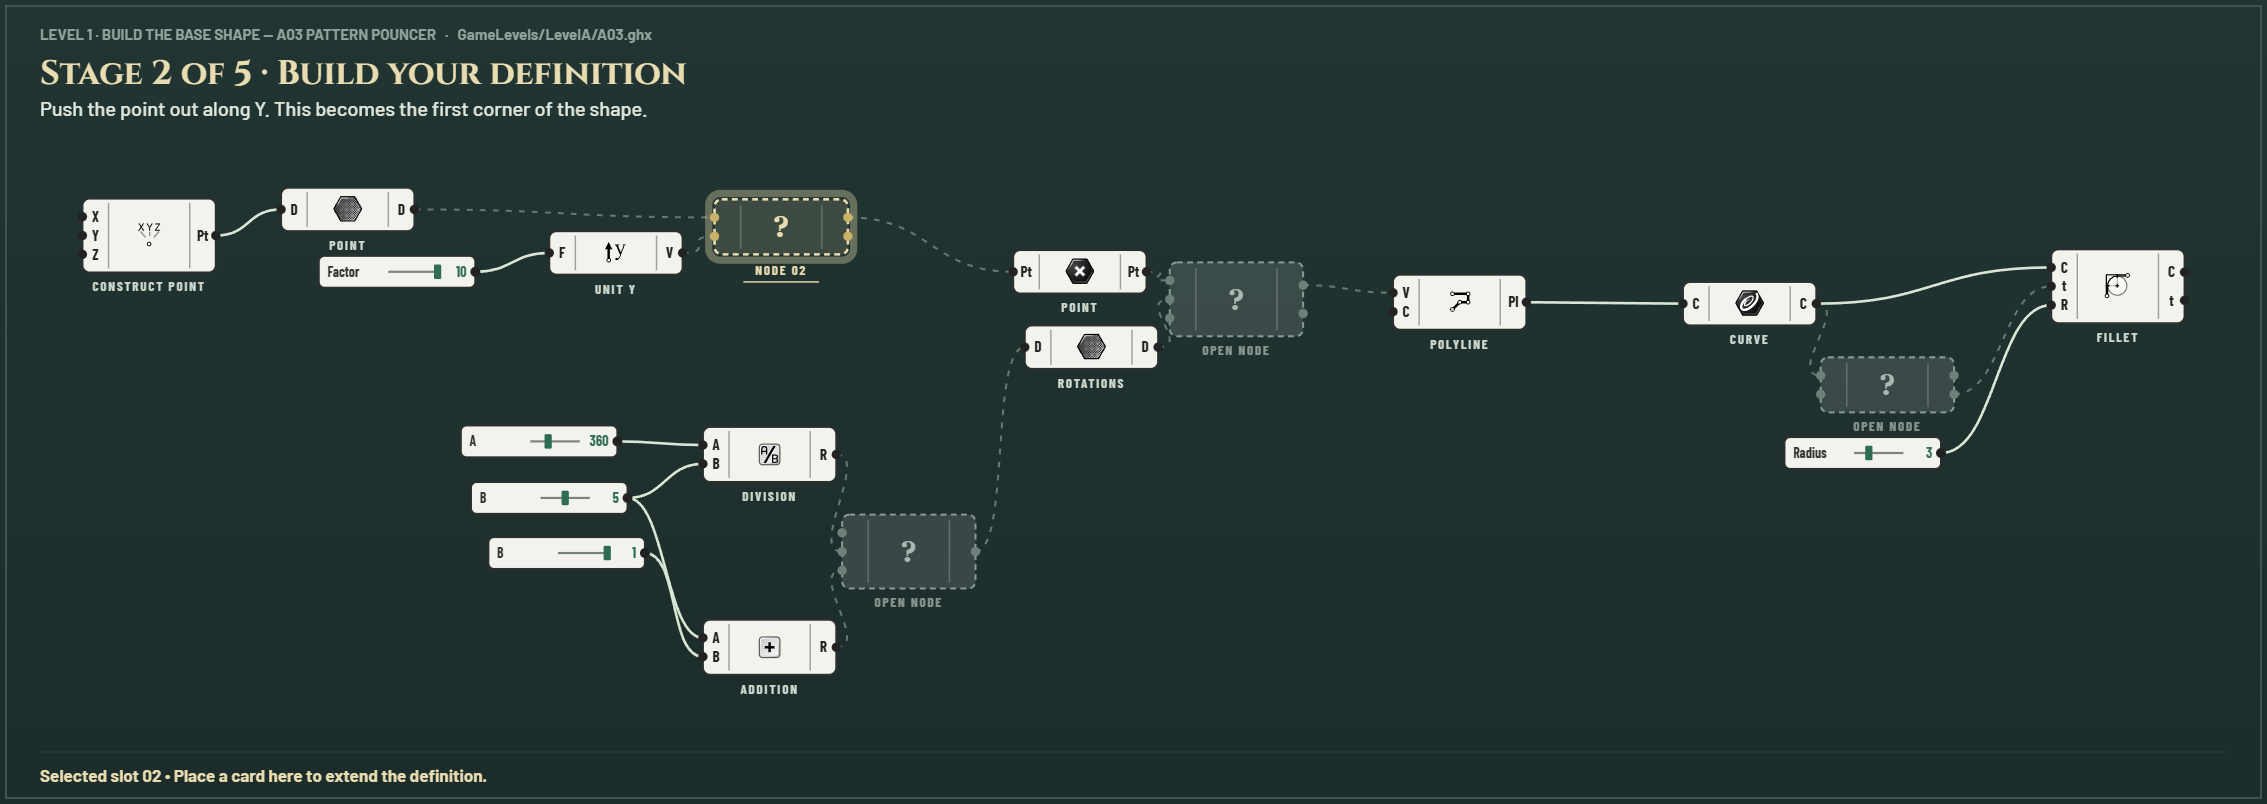 LEVEL 1 · BUILD THE BASE SHAPE — A03 PATTERN POUNCER · GameLevels/LevelA/A03.ghx
STAGE 2 OF 5 · BUILD YOUR DEFINITION
Push the point out along Y. This becomes the first corner of the shape.
X
Y
Z
XYZ
Pt
CONSTRUCT POINT
D
D
POINT
Factor
10
F
y
V
UNIT Y
?
NODE 02
Pt
Pt
POINT
D
D
ROTATIONS
?
OPEN NODE
V
C
Pl
POLYLINE
C
C
CURVE
C
t
R
C
t
FILLET
?
OPEN NODE
Radius
3
A
360
B
5
B
1
A
B
A/B
R
DIVISION
?
OPEN NODE
A
B
+
R
ADDITION
Selected slot 02 • Place a card here to extend the definition.